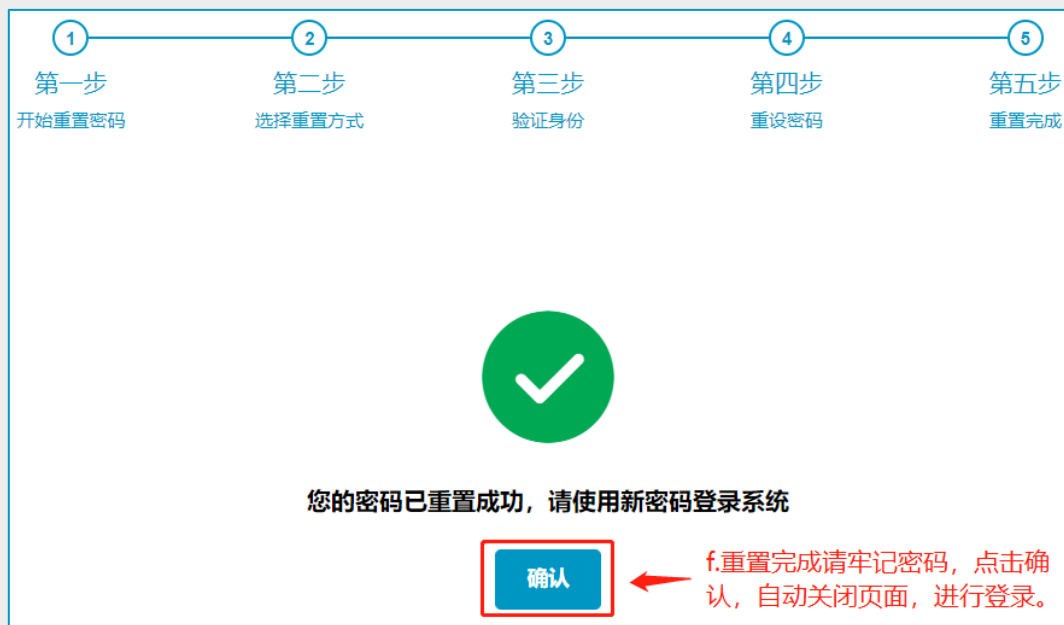 1 2 3 4 5
第一步 第二步 第三步 第四步 第五步
开始重置密码 选择重置方式 验证身份 重设密码 重置完成
您的密码已重置成功，请使用新密码登录系统
确认
f.重置完成请牢记密码，点击确
认，自动关闭页面，进行登录。